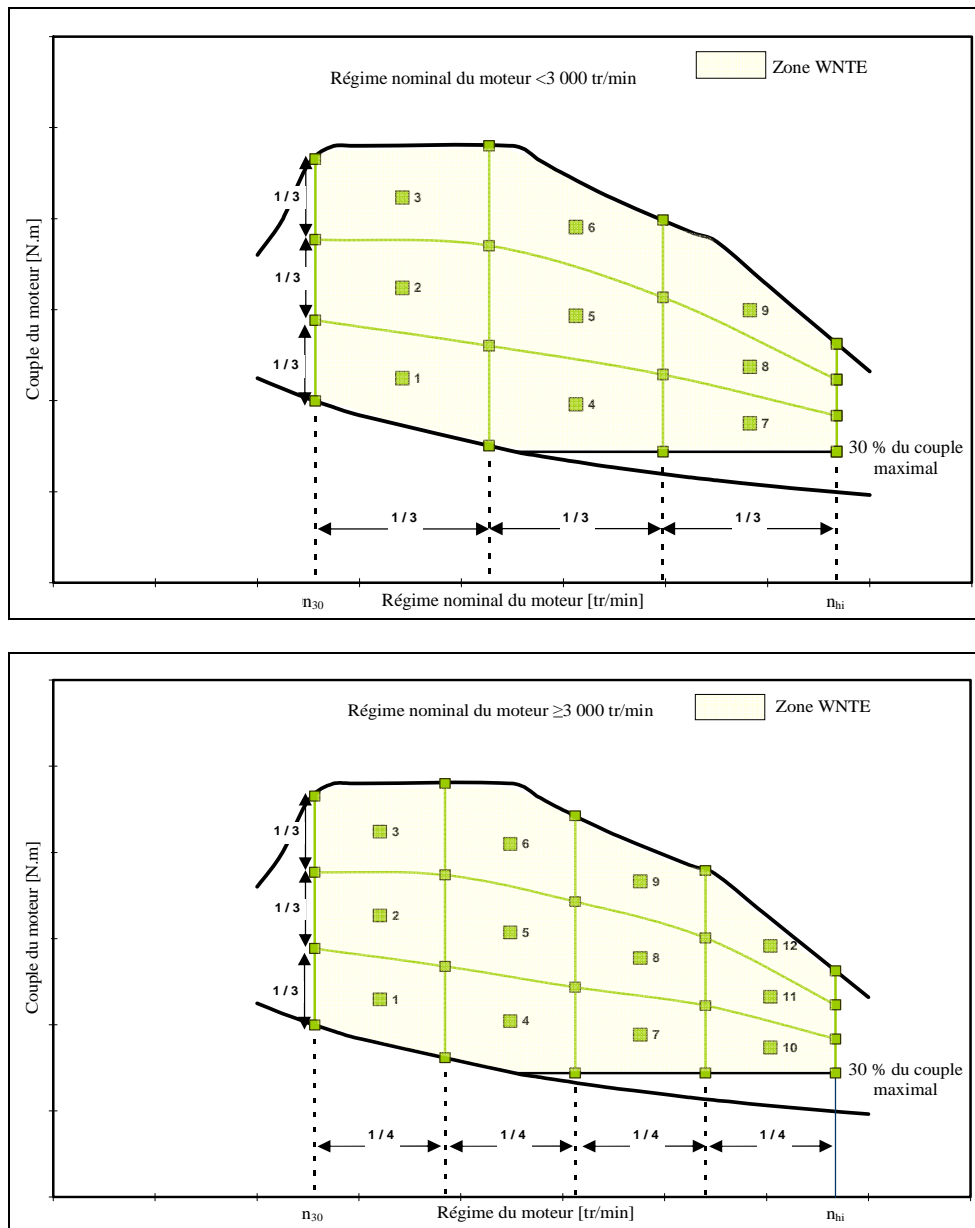 Régime nominal du moteur <3 000 tr/min
Zone WNTE
Couple du moteur [N.m]
1 / 3
1 / 3
1 / 3
3
2
1
6
5
4
9
8
7
30 % du couple
maximal
1 / 3
1 / 3
1 / 3
n30
Régime nominal du moteur [tr/min]
nhi
Régime nominal du moteur ≥3 000 tr/min
Zone WNTE
Couple du moteur [N.m]
1 / 3
1 / 3
1 / 3
3
2
1
6
5
4
9
8
7
12
11
10
30 % du couple
maximal
1 / 4
1 / 4
1 / 4
1 / 4
n30
Régime du moteur [tr/min]
nhi